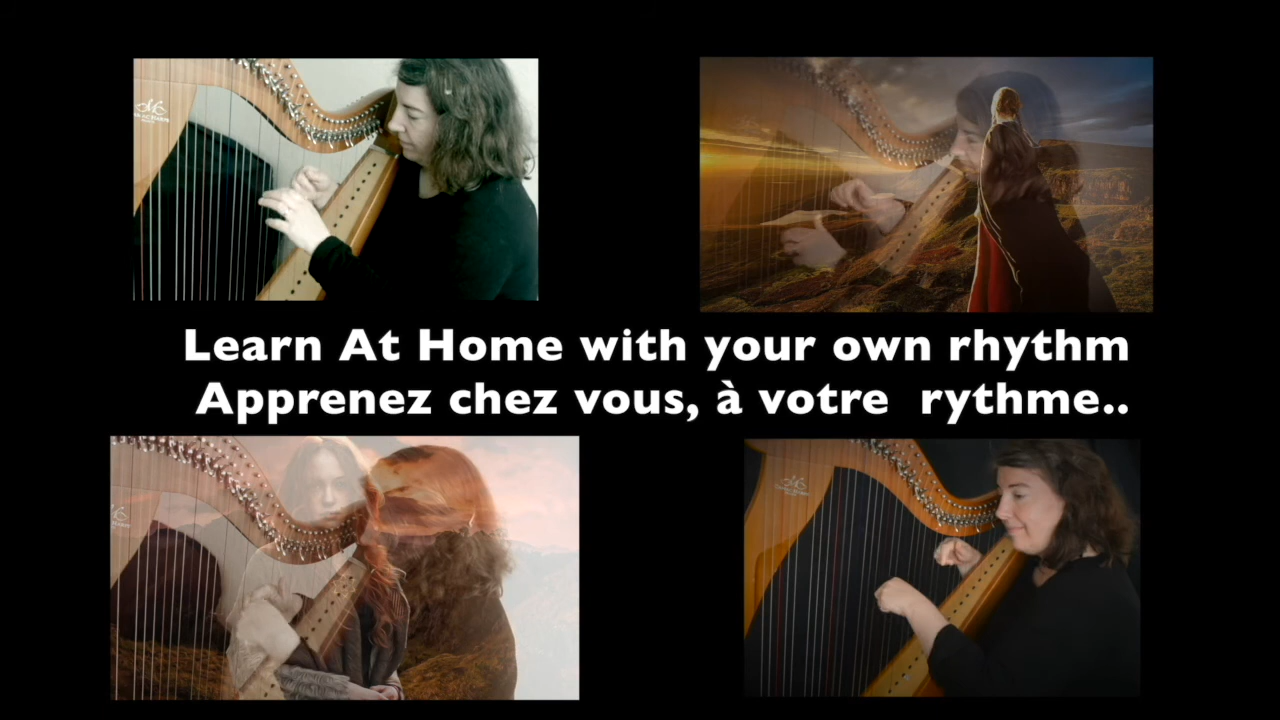 Learn At Home with your own rhythm
Apprenez chez vous, à votre  rythme..